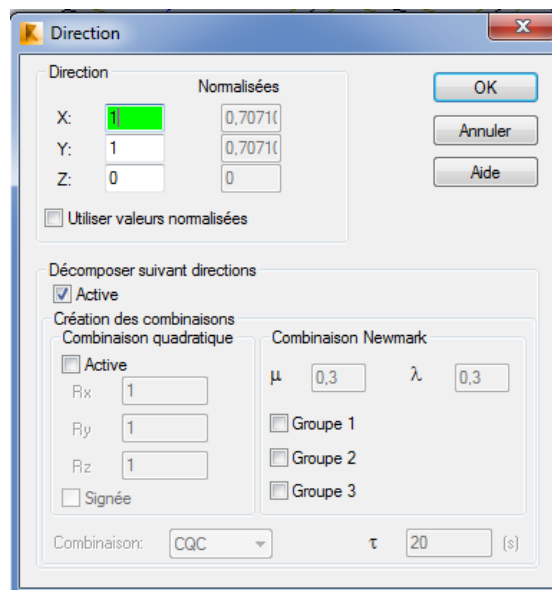 Direction
Direction
Normalisées
X: 1 0,7071(
Y: 1 0,7071(
Z: 0 0
Utiliser valeurs normalisées
OK
Annuler
Aide
Décomposer suivant directions
Active
Création des combinaisons
Combinaison quadratique
Active
Rx 1
Ry 1
Rz 1
Signée
Combinaison Newmark
μ 0,3 λ 0,3
Groupe 1
Groupe 2
Groupe 3
Combinaison: CQC τ 20 (s)